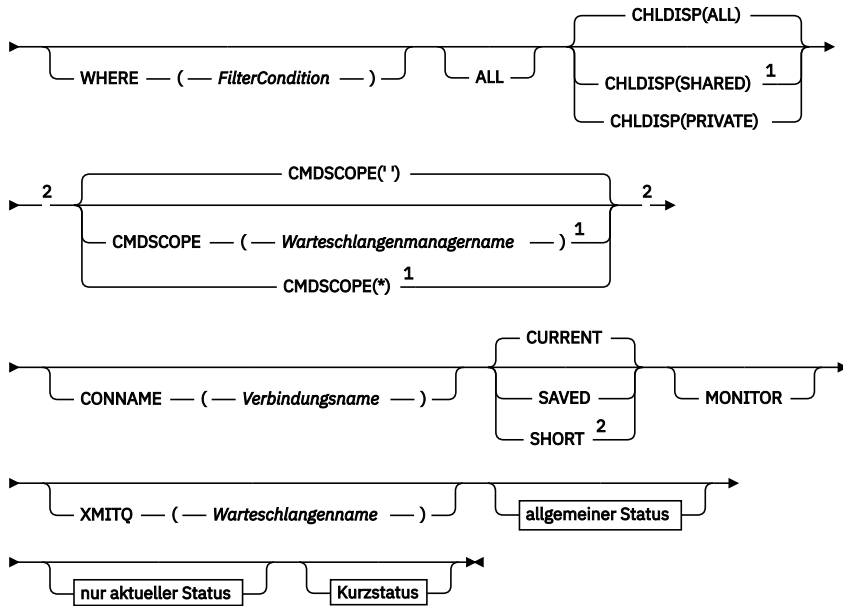 CHLDISP(ALL)
WHERE ( FilterCondition ) ALL CHLDISP(SHARED) 1
CHLDISP(PRIVATE)
2 CMDSCOPE(' ') 2
CMDSCOPE ( Warteschlangenmanagername ) 1
CMDSCOPE(*) 1
CURRENT
CONNAME ( Verbindungsname ) SAVED MONITOR
SHORT 2
XMITQ ( Warteschlangenname ) allgemeiner Status
nur aktueller Status Kurzstatus